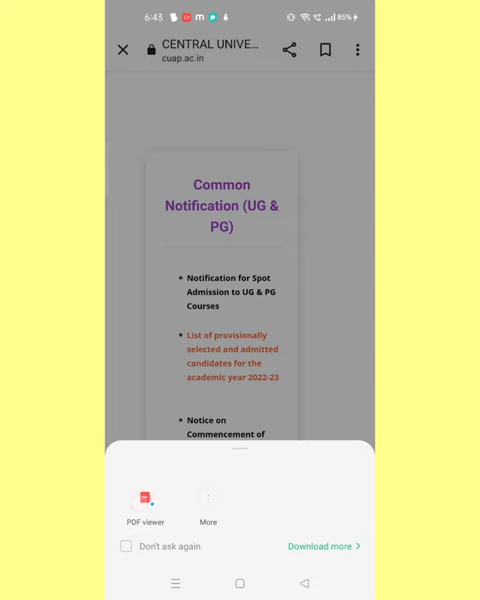 6:43
85%
CENTRAL UNIVE...
cuap.ac.in
Common
Notification (UG &
PG)
Notification for Spot
Admission to UG & PG
Courses
List of provisionally
selected and admitted
candidates for the
academic year 2022-23
Notice on
Commencement of
PDF viewer
More
Don't ask again
Download more